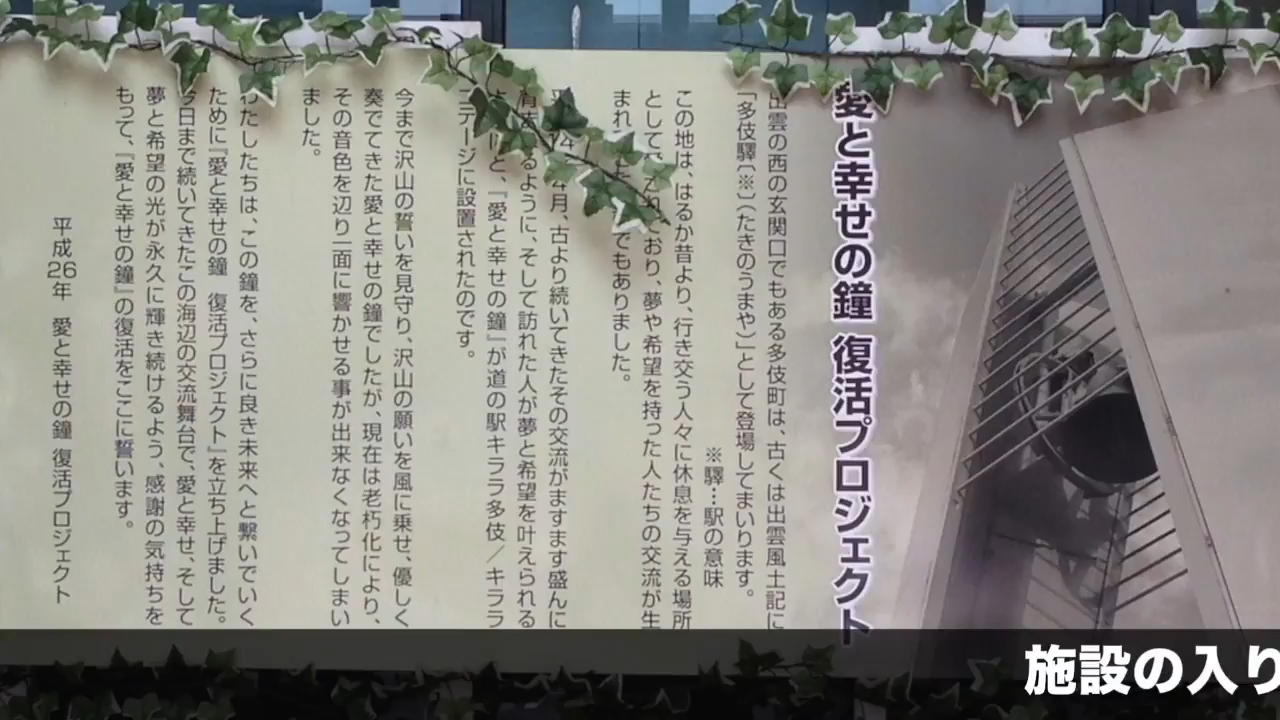 愛と幸せの鐘 復活プロジェクト
出雲の西の玄関口でもある多伎町は、古くは出雲風土記に
「多伎驛〔※〕(たきのうまや)」として登場してまいります。
※驛…駅の意味
この地は、はるか昔より、行き交う人々に休息を与える場所
として おり、夢や希望を持った人たちの交流が生
まれ でもありました。
月、古より続いてきたその交流がますます盛んに
るように、そして訪れた人が夢と希望を叶えられる
と、『愛と幸せの鐘』が道の駅キララ多伎/キララ
ステージに設置されたのです。
今まで沢山の誓いを見守り、沢山の願いを風に乗せ、優しく
奏でてきた愛と幸せの鐘でしたが、現在は老朽化により、
その音色を辺り一面に響かせる事が出来なくなってしまい
ました。
わたしたちは、この鐘を、さらに良き未来へと繋いでいく
ために『愛と幸せの鐘 復活プロジェクト』を立ち上げました。
今日まで続いてきたこの海辺の交流舞台で、愛と幸せ、そして
夢と希望の光が永久に輝き続けるよう、感謝の気持ちを
もって、『愛と幸せの鐘』の復活をここに誓います。
平成26年 愛と幸せの鐘 復活プロジェクト
施設の入り